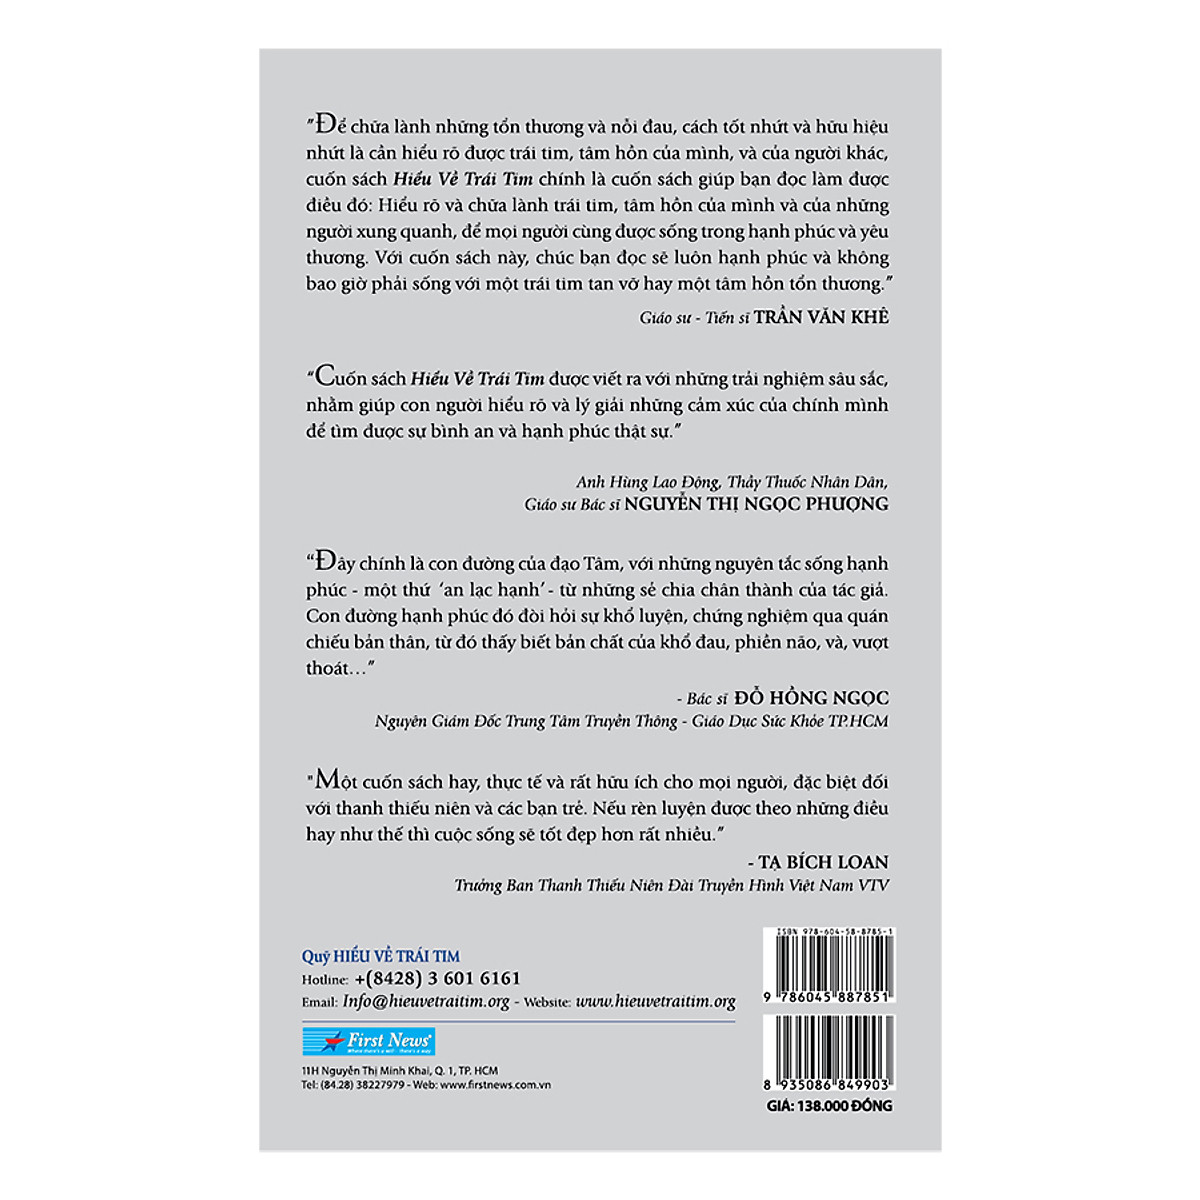 "Để chữa lành những tổn thương và nỗi đau, cách tốt nhứt và hữu hiệu
nhứt là cần hiểu rõ được trái tim, tâm hồn của mình, và của người khác,
cuốn sách Hiểu Về Trái Tim chính là cuốn sách giúp bạn đọc làm được
điều đó: Hiểu rõ và chữa lành trái tim, tâm hồn của mình và của những
người xung quanh, để mọi người cùng được sống trong hạnh phúc và yêu
thương. Với cuốn sách này, chúc bạn đọc sẽ luôn hạnh phúc và không
bao giờ phải sống với một trái tim tan vỡ hay một tâm hồn tổn thương."
Giáo sư - Tiến sĩ TRẦN VĂN KHÊ
"Cuốn sách Hiểu Về Trái Tim được viết ra với những trải nghiệm sâu sắc,
nhằm giúp con người hiểu rõ và lý giải những cảm xúc của chính mình
để tìm được sự bình an và hạnh phúc thật sự."
Anh Hùng Lao Động, Thầy Thuốc Nhân Dân,
Giáo sư Bác sĩ NGUYỄN THỊ NGỌC PHƯỢNG
"Đây chính là con đường của đạo Tâm, với những nguyên tắc sống hạnh
phúc - một thứ 'an lạc hạnh' - từ những sẻ chia chân thành của tác giả.
Con đường hạnh phúc đó đòi hỏi sự khổ luyện, chứng nghiệm qua quán
chiếu bản thân, từ đó thấy biết bản chất của khổ đau, phiền não, và, vượt
thoát..."
- Bác sĩ ĐỖ HỒNG NGỌC
Nguyên Giám Đốc Trung Tâm Truyền Thông - Giáo Dục Sức Khỏe TP.HCM
"Một cuốn sách hay, thực tế và rất hữu ích cho mọi người, đặc biệt đối
với thanh thiếu niên và các bạn trẻ. Nếu rèn luyện được theo những điều
hay như thế thì cuộc sống sẽ tốt đẹp hơn rất nhiều."
- TẠ BÍCH LOAN
Trưởng Ban Thanh Thiếu Niên Đài Truyền Hình Việt Nam VTV
Quỹ HIỂU VỀ TRÁI TIM
Hotline: +(8428) 3 601 6161
Email: Info@hieuvetraitim.org - Website: www.hieuvetraitim.org
First News®
Where there's a will - there's a way
11H Nguyễn Thị Minh Khai, Q. 1, TP. HCM
Tel: (84.28) 38227979 - Web: www.firstnews.com.vn
ISBN 978-604-58-8785-1
9 786045 887851
8 935086 849903
GIÁ: 138.000 ĐỒNG